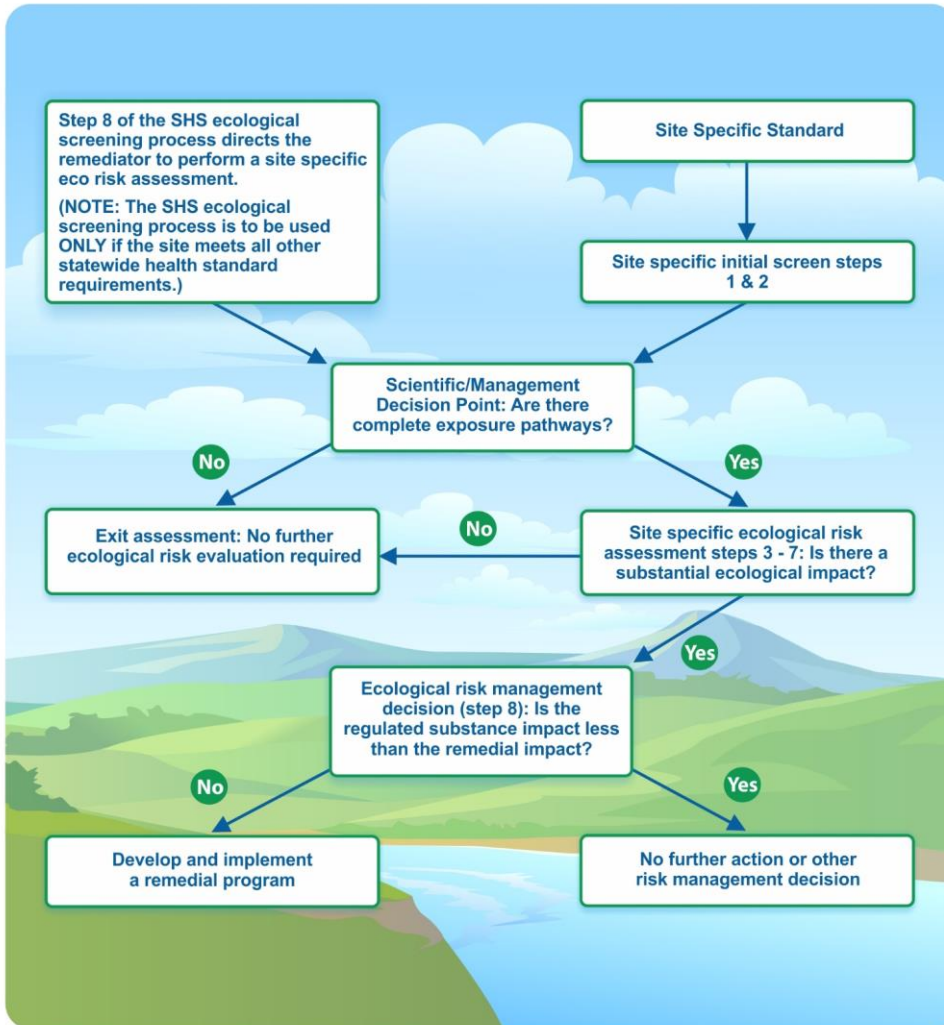 Step 8 of the SHS ecological
screening process directs the
remediator to perform a site specific
eco risk assessment.
(NOTE: The SHS ecological
screening process is to be used
ONLY if the site meets all other
statewide health standard
requirements.)
Site Specific Standard
Site specific initial screen steps
1 & 2
Scientific/Management
Decision Point: Are there
complete exposure pathways?
No
Yes
Exit assessment: No further
ecological risk evaluation required
No
Site specific ecological risk
assessment steps 3 - 7: Is there a
substantial ecological impact?
Yes
Ecological risk management
decision (step 8): Is the
regulated substance impact less
than the remedial impact?
No
Yes
Develop and implement
a remedial program
No further action or other
risk management decision